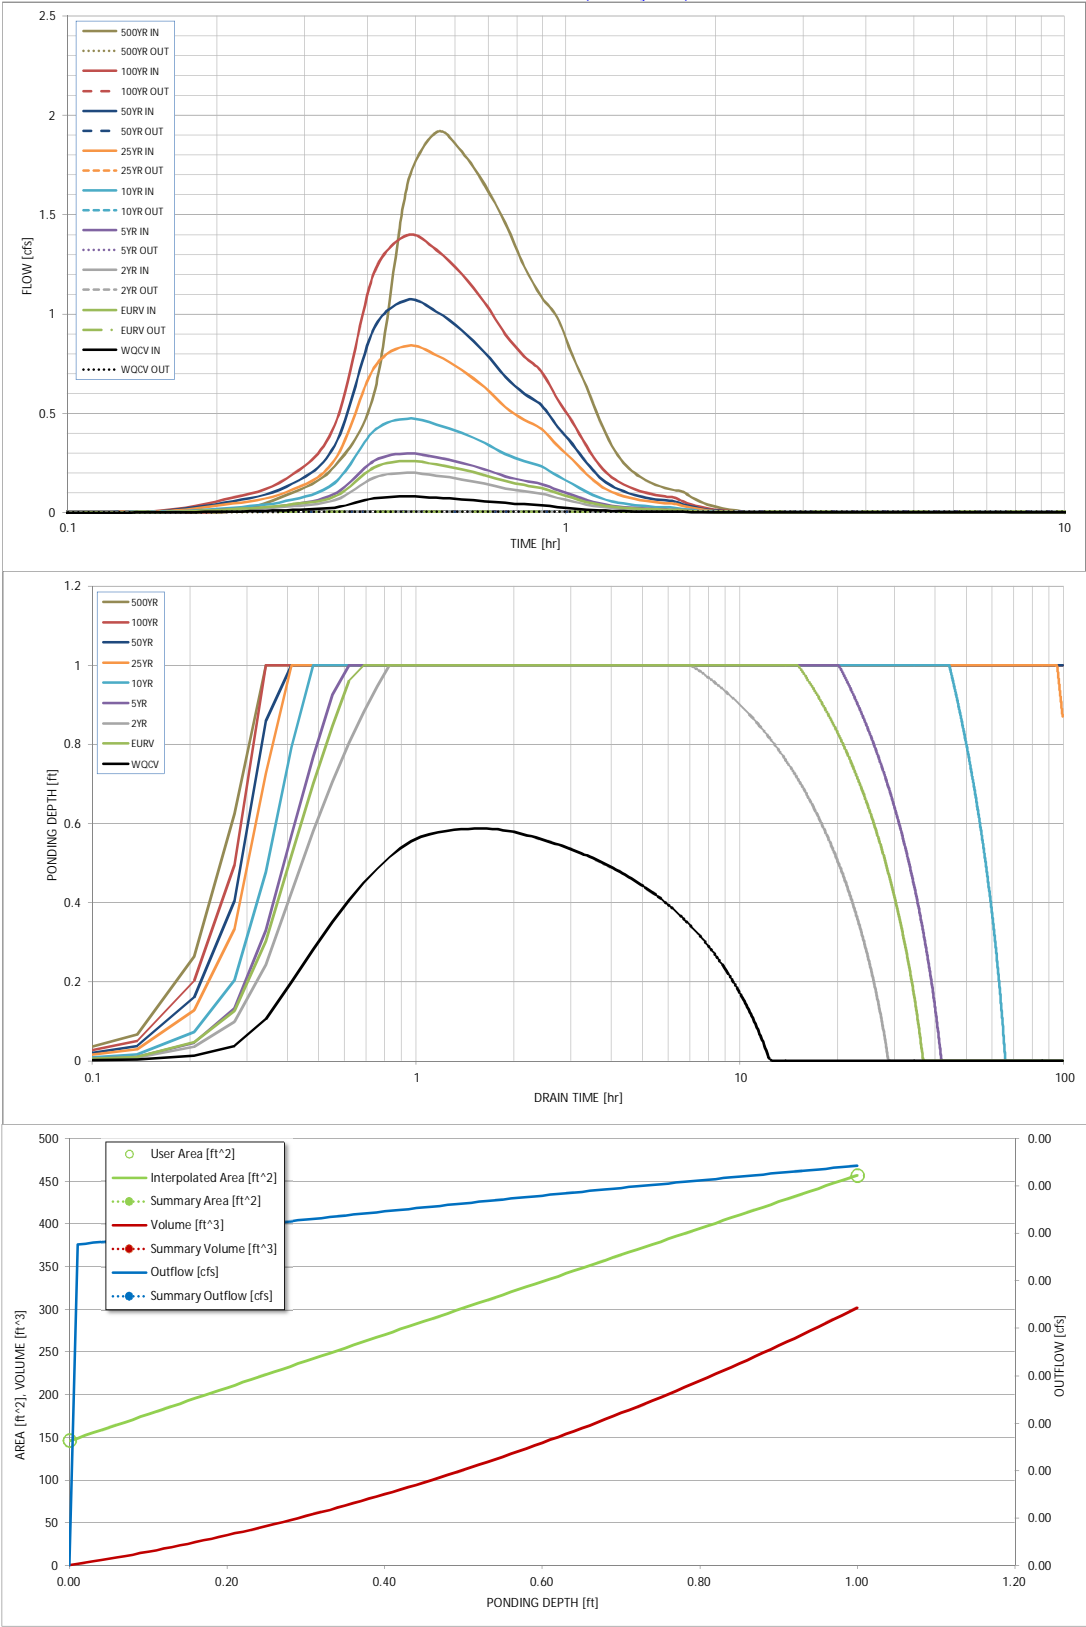 2.5
2
1.5
1
0.5
0
FLOW [cfs]
500YR IN
500YR OUT
100YR IN
100YR OUT
50YR IN
50YR OUT
25YR IN
25YR OUT
10YR IN
10YR OUT
5YR IN
5YR OUT
2YR IN
2YR OUT
EURV IN
EURV OUT
WQCV IN
WQCV OUT
0.1
1
10
TIME [hr]
1.2
1
0.8
0.6
0.4
0.2
0
PONDING DEPTH [ft]
500YR
100YR
50YR
25YR
10YR
5YR
2YR
EURV
WQCV
0.1
1
10
100
DRAIN TIME [hr]
500
450
400
350
300
250
200
150
100
50
0
AREA [ft^2], VOLUME [ft^3]
User Area [ft^2]
Interpolated Area [ft^2]
Summary Area [ft^2]
Volume [ft^3]
Summary Volume [ft^3]
Outflow [cfs]
Summary Outflow [cfs]
0.00
0.00
0.00
0.00
0.00
0.00
0.00
0.00
0.00
0.00
OUTFLOW [cfs]
0.00
0.20
0.40
0.60
0.80
1.00
1.20
PONDING DEPTH [ft]